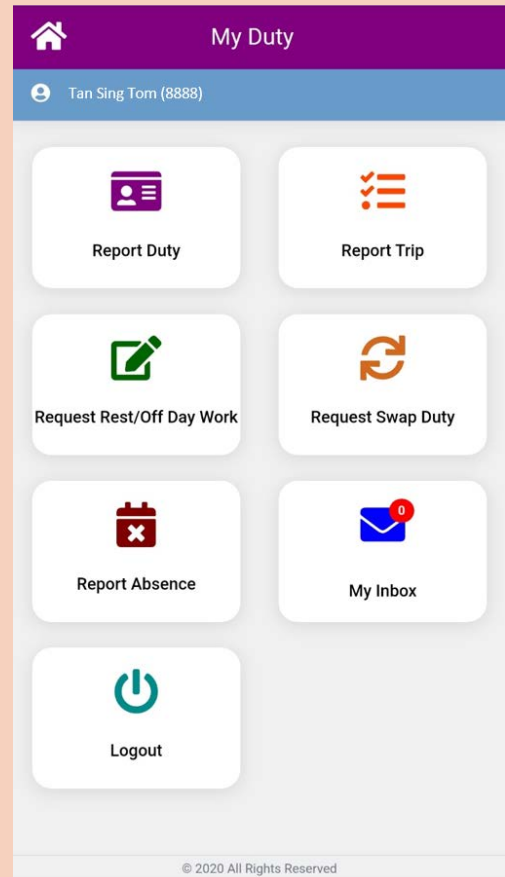 My Duty
Tan Sing Tom (8888)
Report Duty
Report Trip
Request Rest/Off Day Work
Request Swap Duty
Report Absence
0
My Inbox
Logout
© 2020 All Rights Reserved